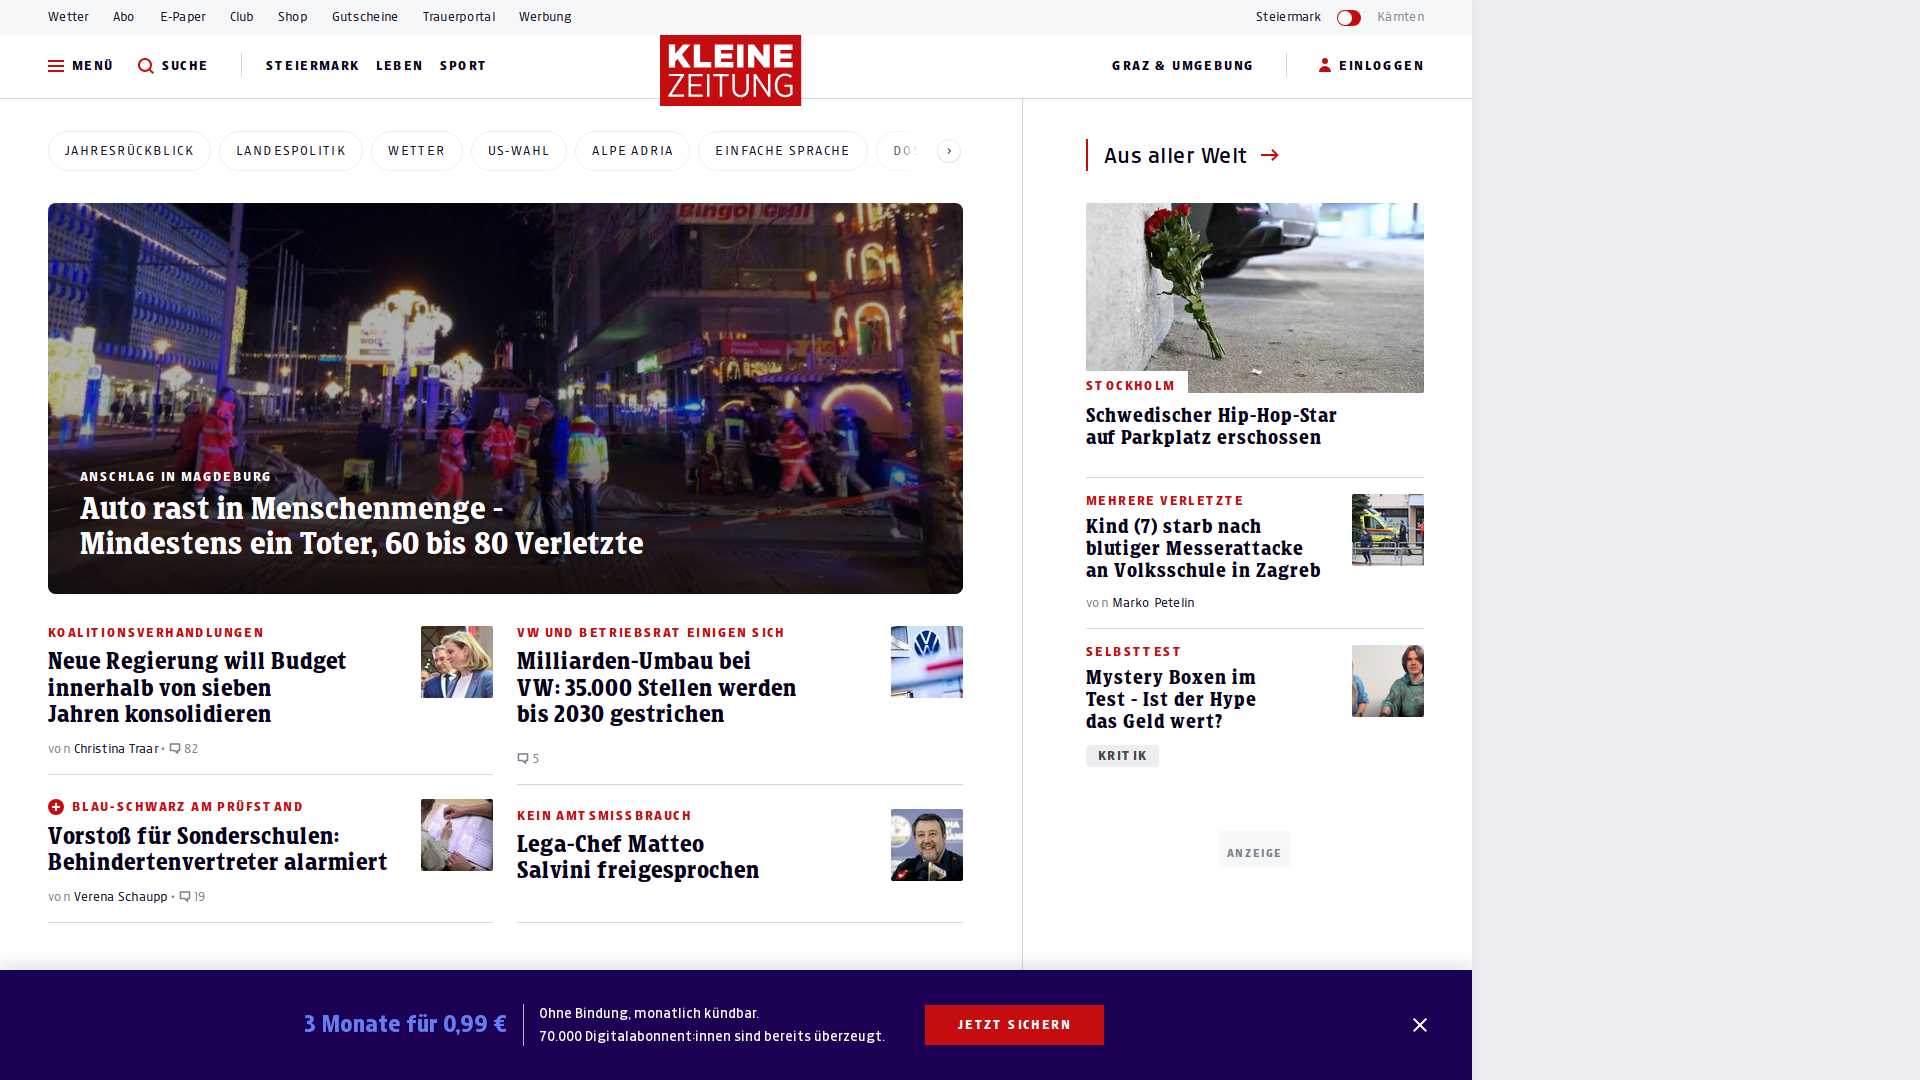 Wetter Abo E-Paper Club Shop Gutscheine Trauerportal Werbung
Steiermark Kärnten
MENÜ SUCHE STEIERMARK LEBEN SPORT
KLEINE
ZEITUNG
GRAZ & UMGEBUNG EINLOGGEN
JAHRESRÜCKBLICK LANDESPOLITIK WETTER US-WAHL ALPE ADRIA EINFACHE SPRACHE
Bingöl Grill
ANSCHLAG IN MAGDEBURG
Auto rast in Menschenmenge -
Mindestens ein Toter, 60 bis 80 Verletzte
KOALITIONSVERHANDLUNGEN
Neue Regierung will Budget
innerhalb von sieben
Jahren konsolidieren
von Christina Traar • 82
BLAU-SCHWARZ AM PRÜFSTAND
Vorstoß für Sonderschulen:
Behindertenvertreter alarmiert
von Verena Schaupp • 19
VW UND BETRIEBSRAT EINIGEN SICH
Milliarden-Umbau bei
VW: 35.000 Stellen werden
bis 2030 gestrichen
5
KEIN AMTSMISSBRAUCH
Lega-Chef Matteo
Salvini freigesprochen
Aus aller Welt
STOCKHOLM
Schwedischer Hip-Hop-Star
auf Parkplatz erschossen
MEHRERE VERLETZTE
Kind (7) starb nach
blutiger Messerattacke
an Volksschule in Zagreb
von Marko Petelin
SELBSTTEST
Mystery Boxen im
Test - Ist der Hype
das Geld wert?
KRITIK
ANZEIGE
3 Monate für 0,99 €
Ohne Bindung, monatlich kündbar.
70.000 Digitalabonnent:innen sind bereits überzeugt.
JETZT SICHERN